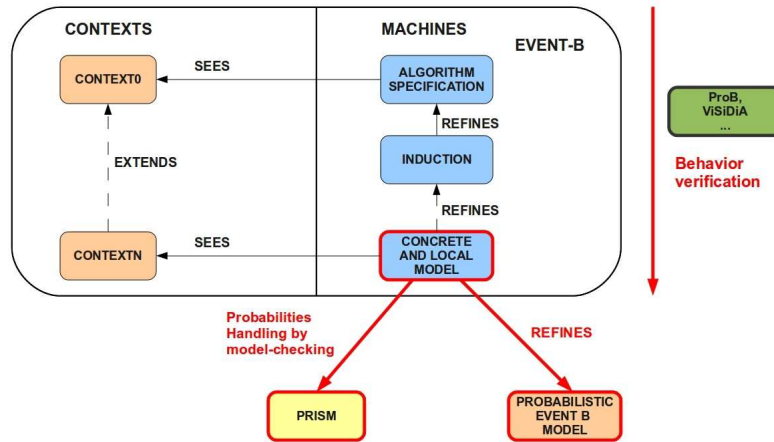 CONTEXTS
MACHINES
EVENT-B
CONTEXT0
SEES
ALGORITHM
SPECIFICATION
ProB,
ViSiDiA
...
REFINES
EXTENDS
INDUCTION
Behavior
verification
REFINES
CONTEXTN
SEES
CONCRETE
AND LOCAL
MODEL
Probabilities
Handling by
model-checking
REFINES
PRISM
PROBABILISTIC
EVENT B
MODEL